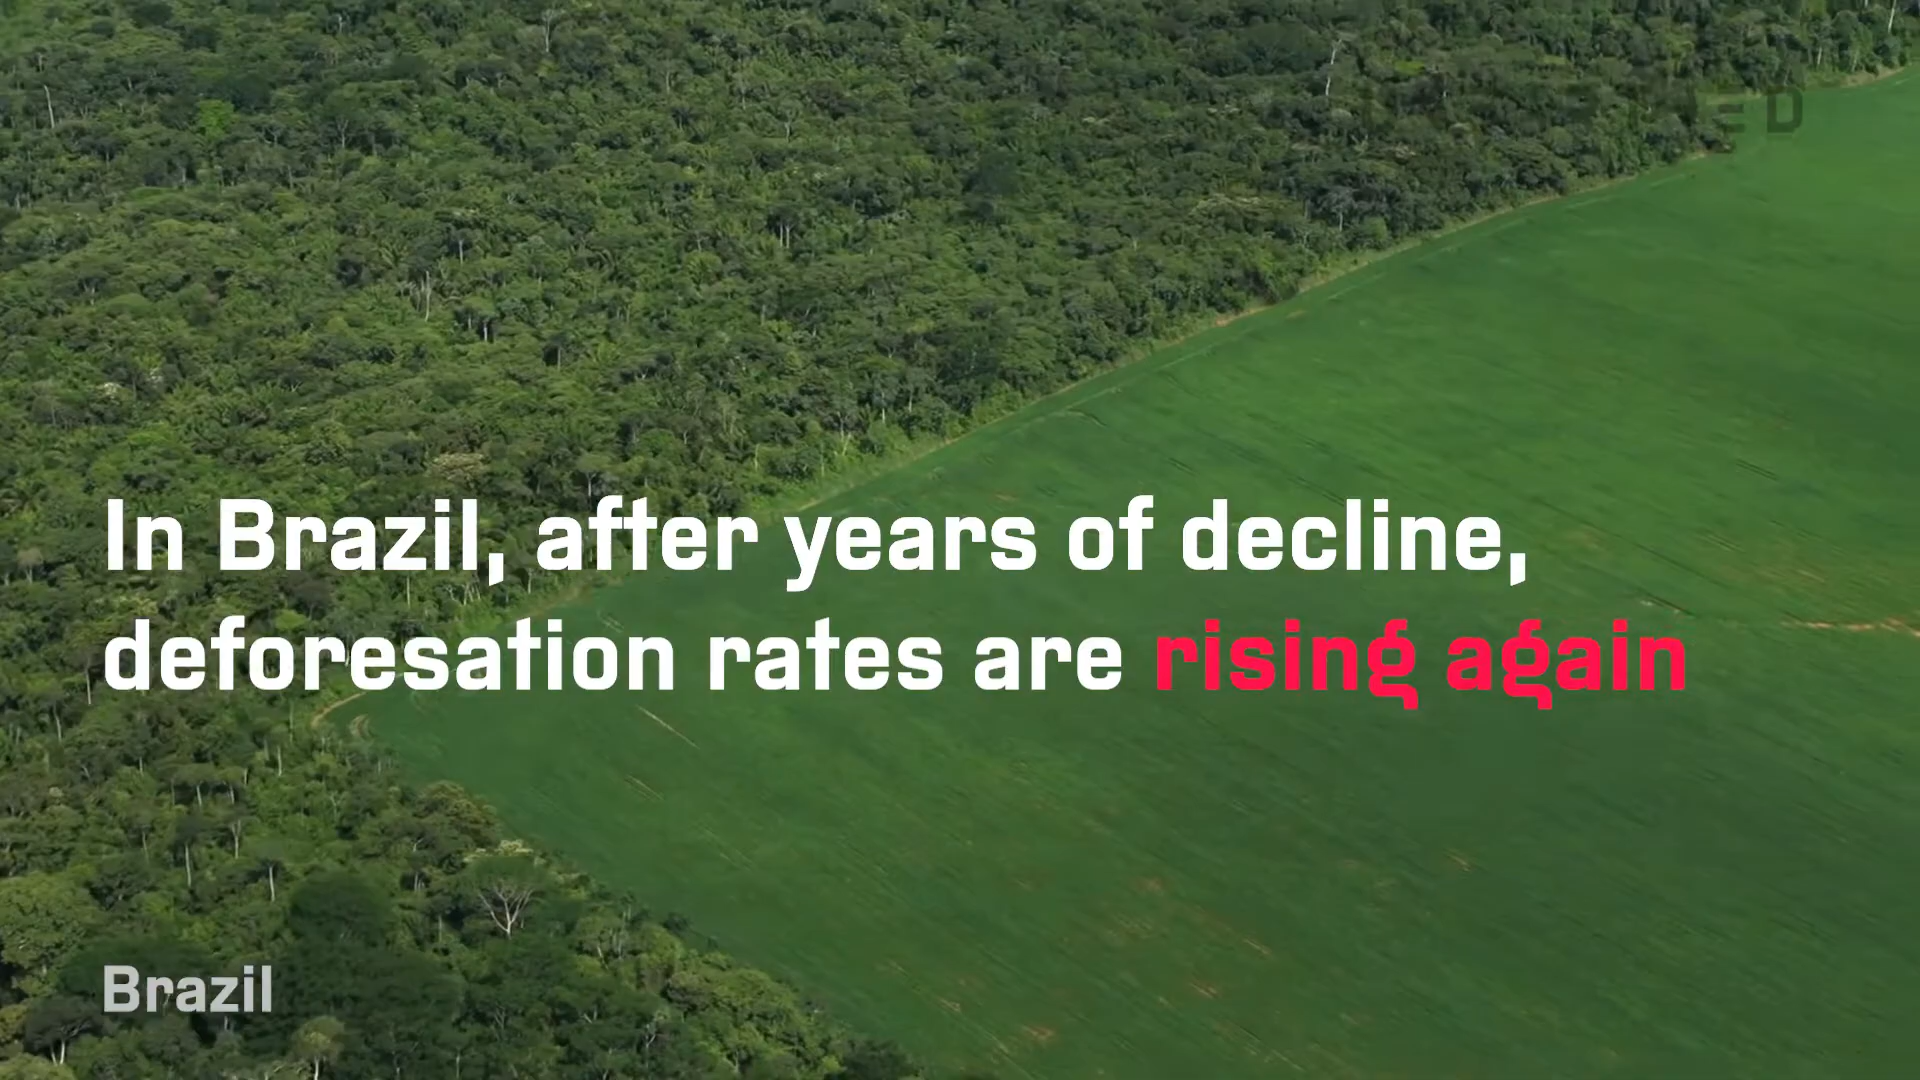 In Brazil, after years of decline,
deforesation rates are rising again
Brazil